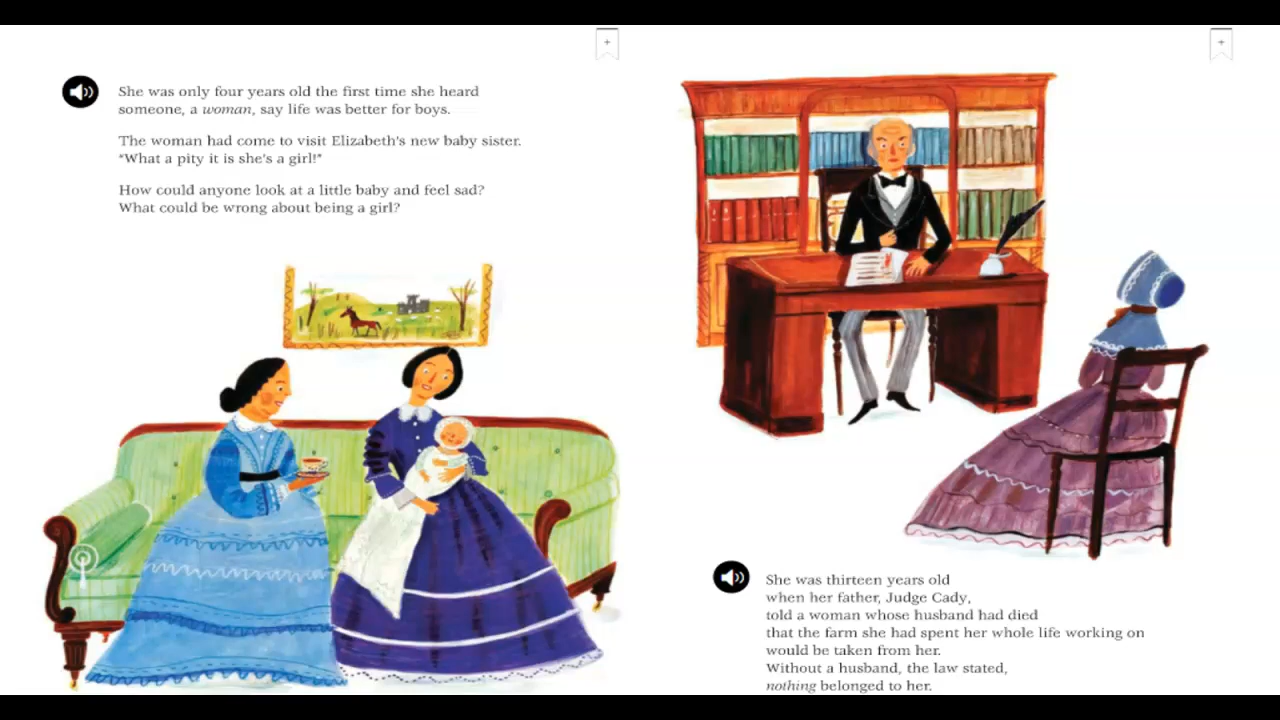 She was only four years old the first time she heard
someone, a woman, say life was better for boys.
The woman had come to visit Elizabeth's new baby sister.
“What a pity it is she's a girl!”
How could anyone look at a little baby and feel sad?
What could be wrong about being a girl?
She was thirteen years old
when her father, Judge Cady,
told a woman whose husband had died
that the farm she had spent her whole life working on
would be taken from her.
Without a husband, the law stated,
nothing belonged to her.